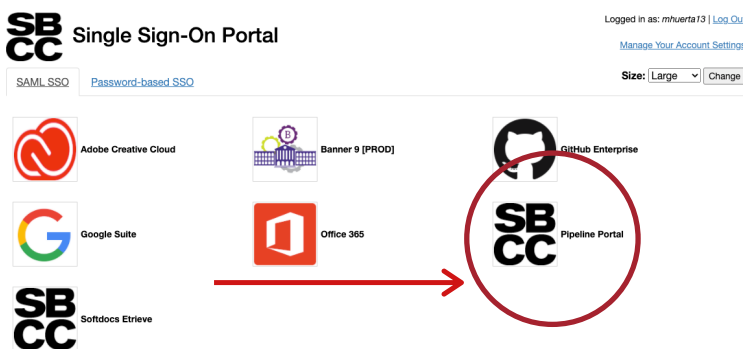 SB
CC
Single Sign-On Portal
Logged in as: mhuerta13 | Log Ou
Manage Your Account Settings
SAML SSO
Password-based SSO
Size: Large Change
Adobe Creative Cloud
B
Banner 9 [PROD]
GitHub Enterprise
G
Google Suite
Office 365
SB
CC
Pipeline Portal
SB
CC
Softdocs Etrieve